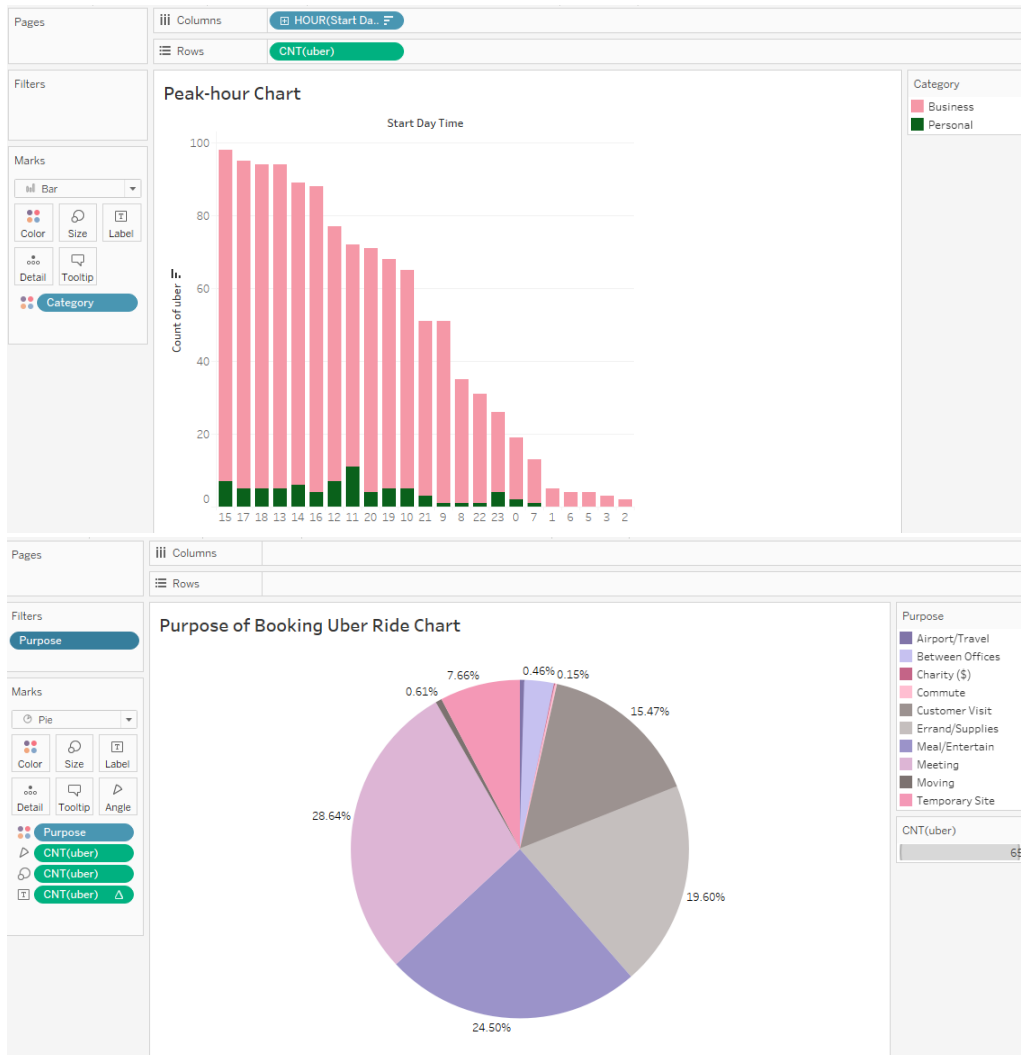 Pages
Columns
HOUR(Start Da..
Rows
CNT(uber)
Filters
Marks
Bar
Color
Size
Label
Detail
Tooltip
Category
Peak-hour Chart
Start Day Time
Count of uber
100
80
60
40
20
0
15 17 18 13 14 16 12 11 20 19 10 21 9 8 22 23 0 7 1 6 5 3 2
Category
Business
Personal
Pages
Columns
Rows
Filters
Purpose
Marks
Pie
Color
Size
Label
Detail
Tooltip
Angle
Purpose
CNT(uber)
CNT(uber)
CNT(uber) Δ
Purpose of Booking Uber Ride Chart
7.66%
0.46%
0.15%
0.61%
15.47%
28.64%
19.60%
24.50%
Purpose
Airport/Travel
Between Offices
Charity ($)
Commute
Customer Visit
Errand/Supplies
Meal/Entertain
Meeting
Moving
Temporary Site
CNT(uber)